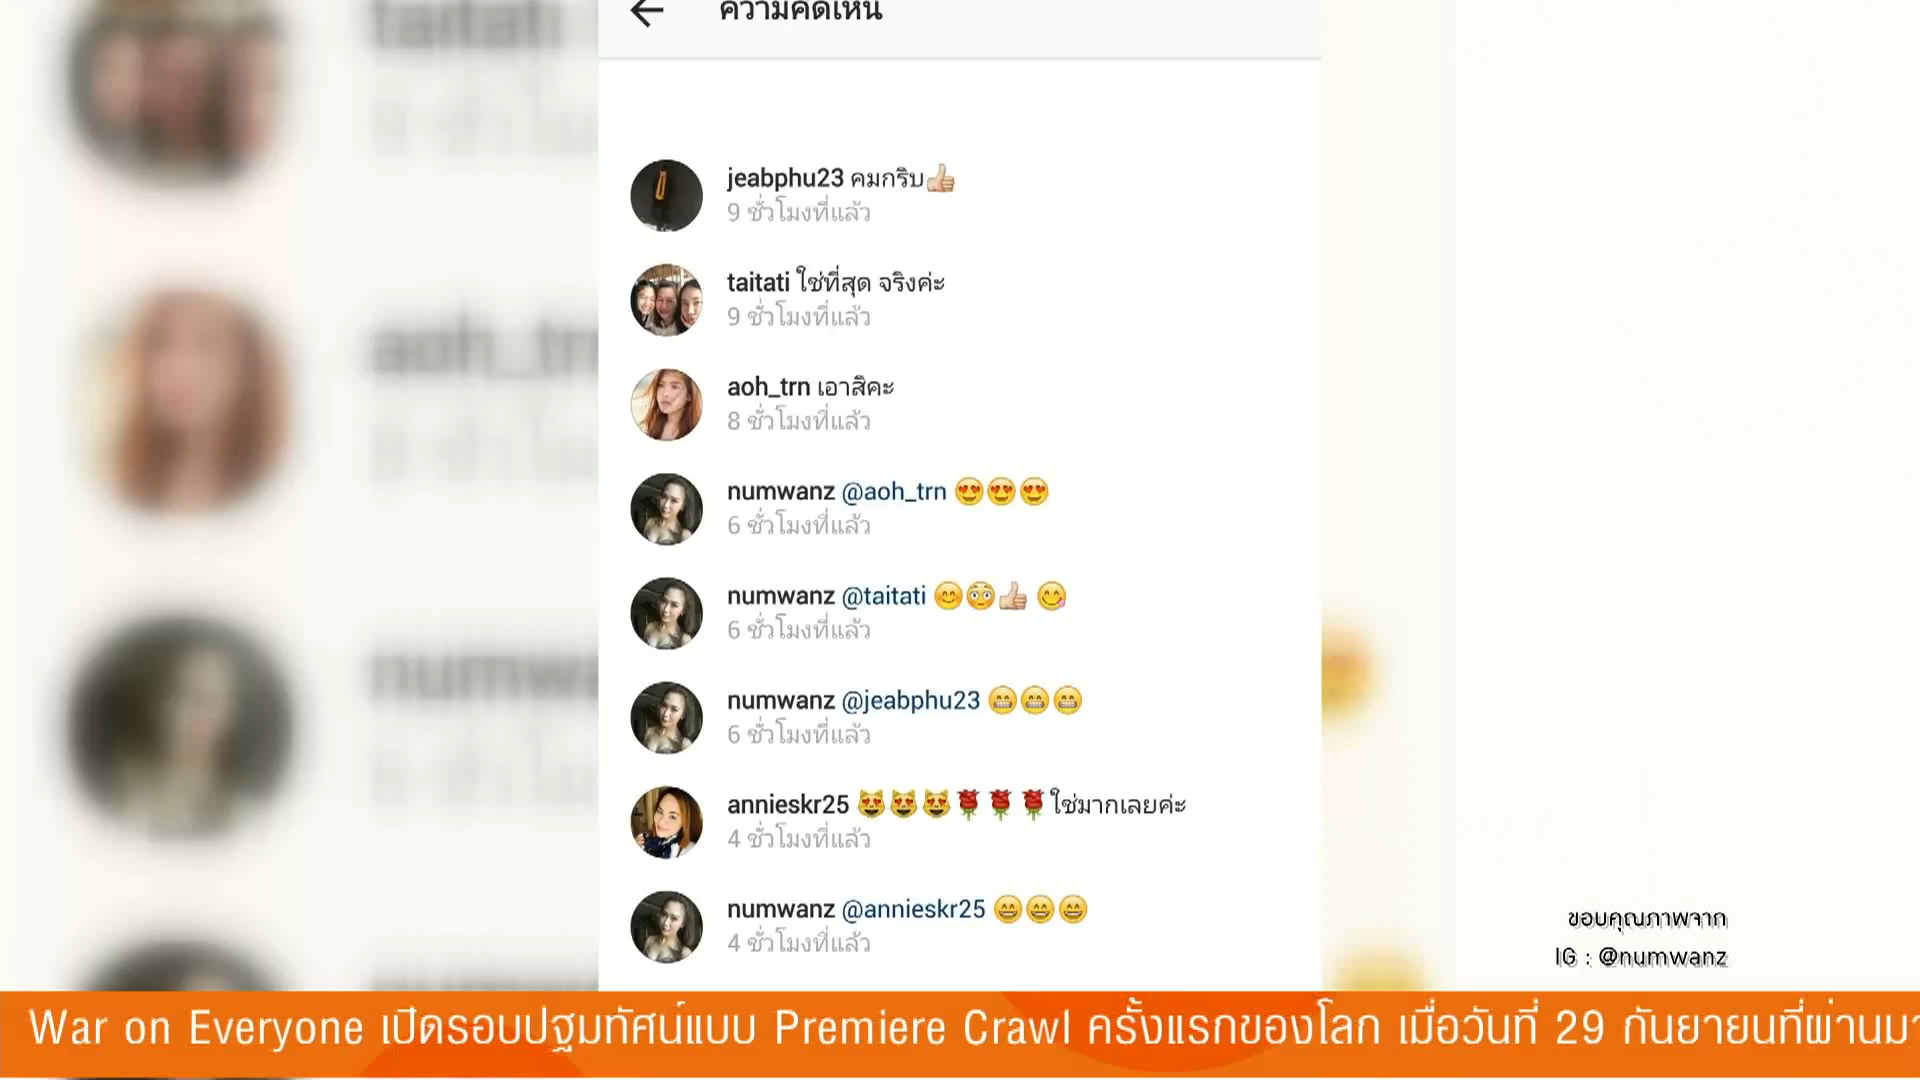 ความคิดเห็น
jeabphu23 คมกริบ👍🏼
9 ชั่วโมงที่แล้ว
taitati ใช่ที่สุด จริงค่ะ
9 ชั่วโมงที่แล้ว
aoh_trn เอาสิคะ
8 ชั่วโมงที่แล้ว
numwanz @aoh_trn 😍😍😍
6 ชั่วโมงที่แล้ว
numwanz @taitati 😊😳👍🏼 😋
6 ชั่วโมงที่แล้ว
numwanz @jeabphu23 😁😁😁
6 ชั่วโมงที่แล้ว
annieskr25 😻😻😻🌹🌹🌹ใช่มากเลยค่ะ
4 ชั่วโมงที่แล้ว
numwanz @annieskr25 😄😄😄
4 ชั่วโมงที่แล้ว
ขอบคุณภาพจาก
IG : @numwanz
War on Everyone เปิดรอบปฐมทัศน์แบบ Premiere Crawl ครั้งแรกของโลก เมื่อวันที่ 29 กันยายนที่ผ่านมา